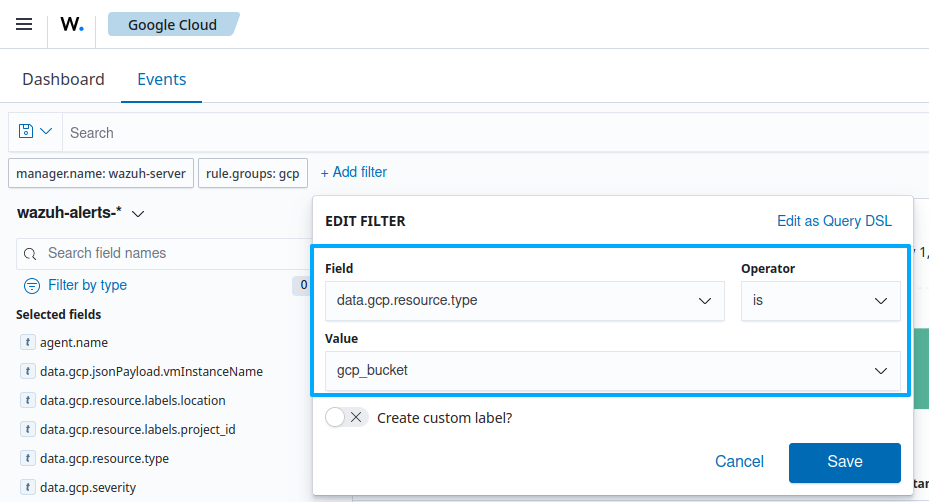 W. Google Cloud
Dashboard Events
Search
manager.name: wazuh-server rule.groups: gcp + Add filter
wazuh-alerts-*
EDIT FILTER Edit as Query DSL
Search field names
Field Operator
Filter by type 0
data.gcp.resource.type is
Selected fields
Value
t agent.name
t data.gcp.jsonPayload.vmInstanceName
gcp_bucket
t data.gcp.resource.labels.location
Create custom label?
t data.gcp.resource.labels.project_id
t data.gcp.resource.type
Cancel Save
t data.gcp.severity